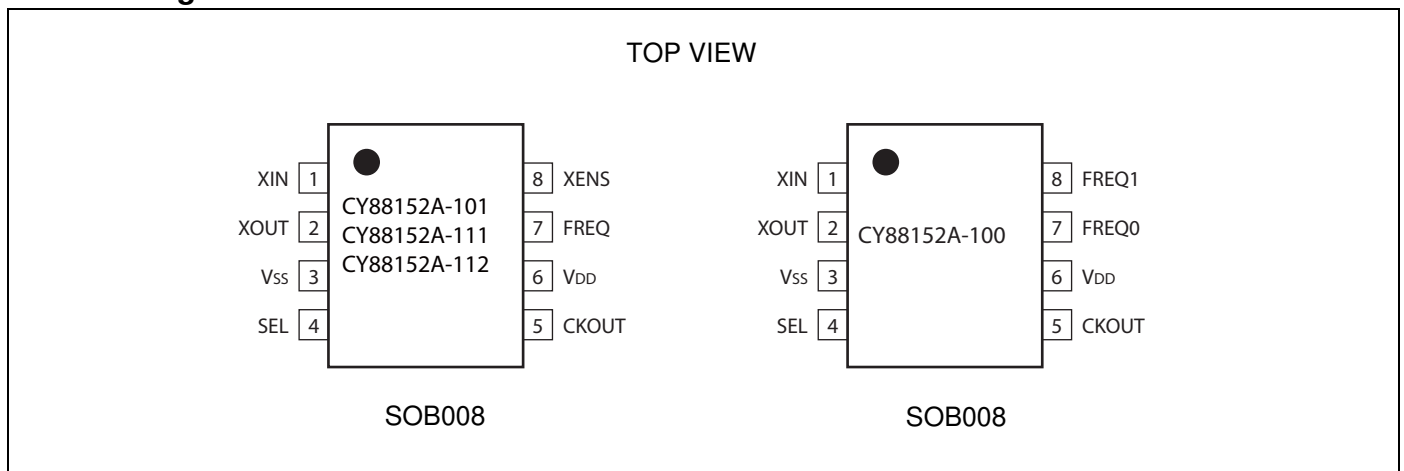 TOP VIEW
XIN 1
XOUT 2
Vss 3
SEL 4
CY88152A-101
CY88152A-111
CY88152A-112
8 XENS
7 FREQ
6 VDD
5 CKOUT
SOB008
XIN 1
XOUT 2
Vss 3
SEL 4
CY88152A-100
8 FREQ1
7 FREQ0
6 VDD
5 CKOUT
SOB008